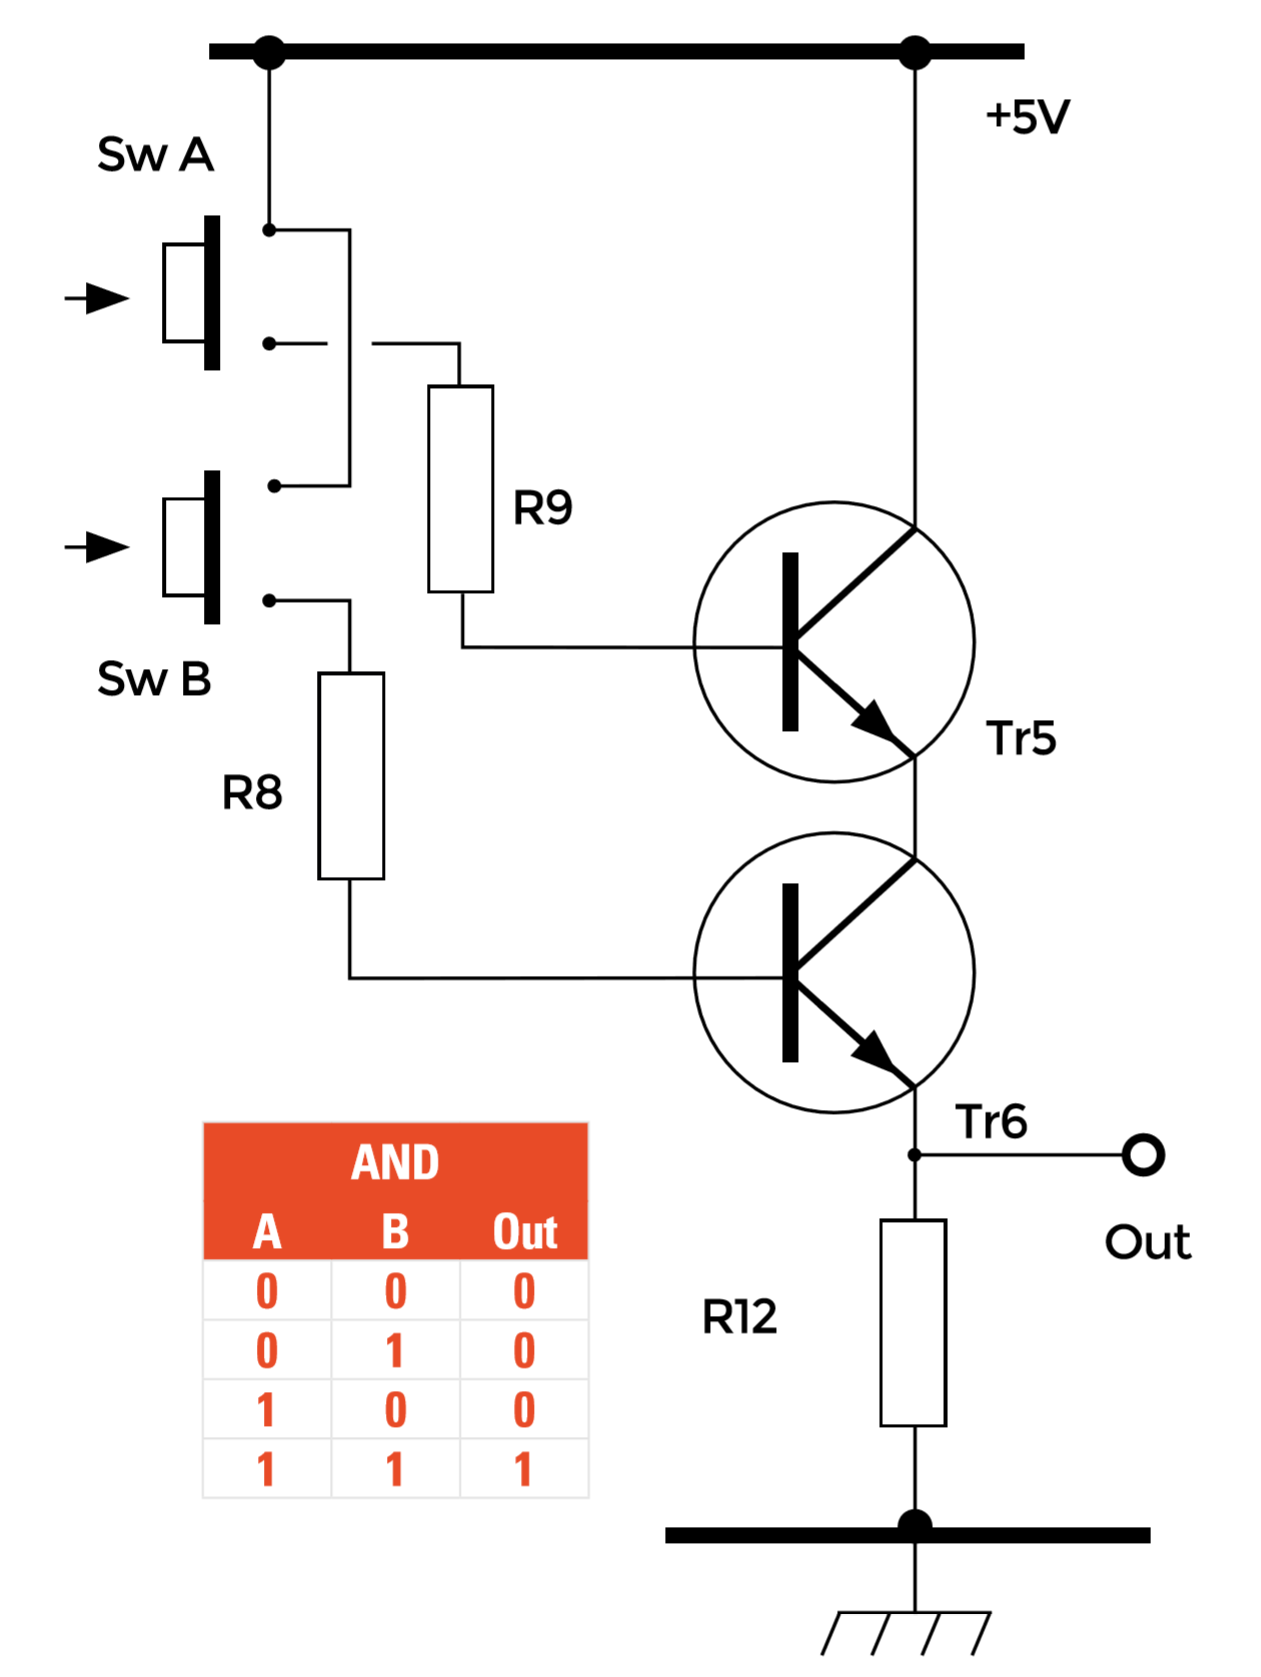 +5V
Sw A
R9
Sw B
Tr5
R8
Tr6
AND
A B Out
0 0 0
0 1 0
1 0 0
1 1 1
Out
R12